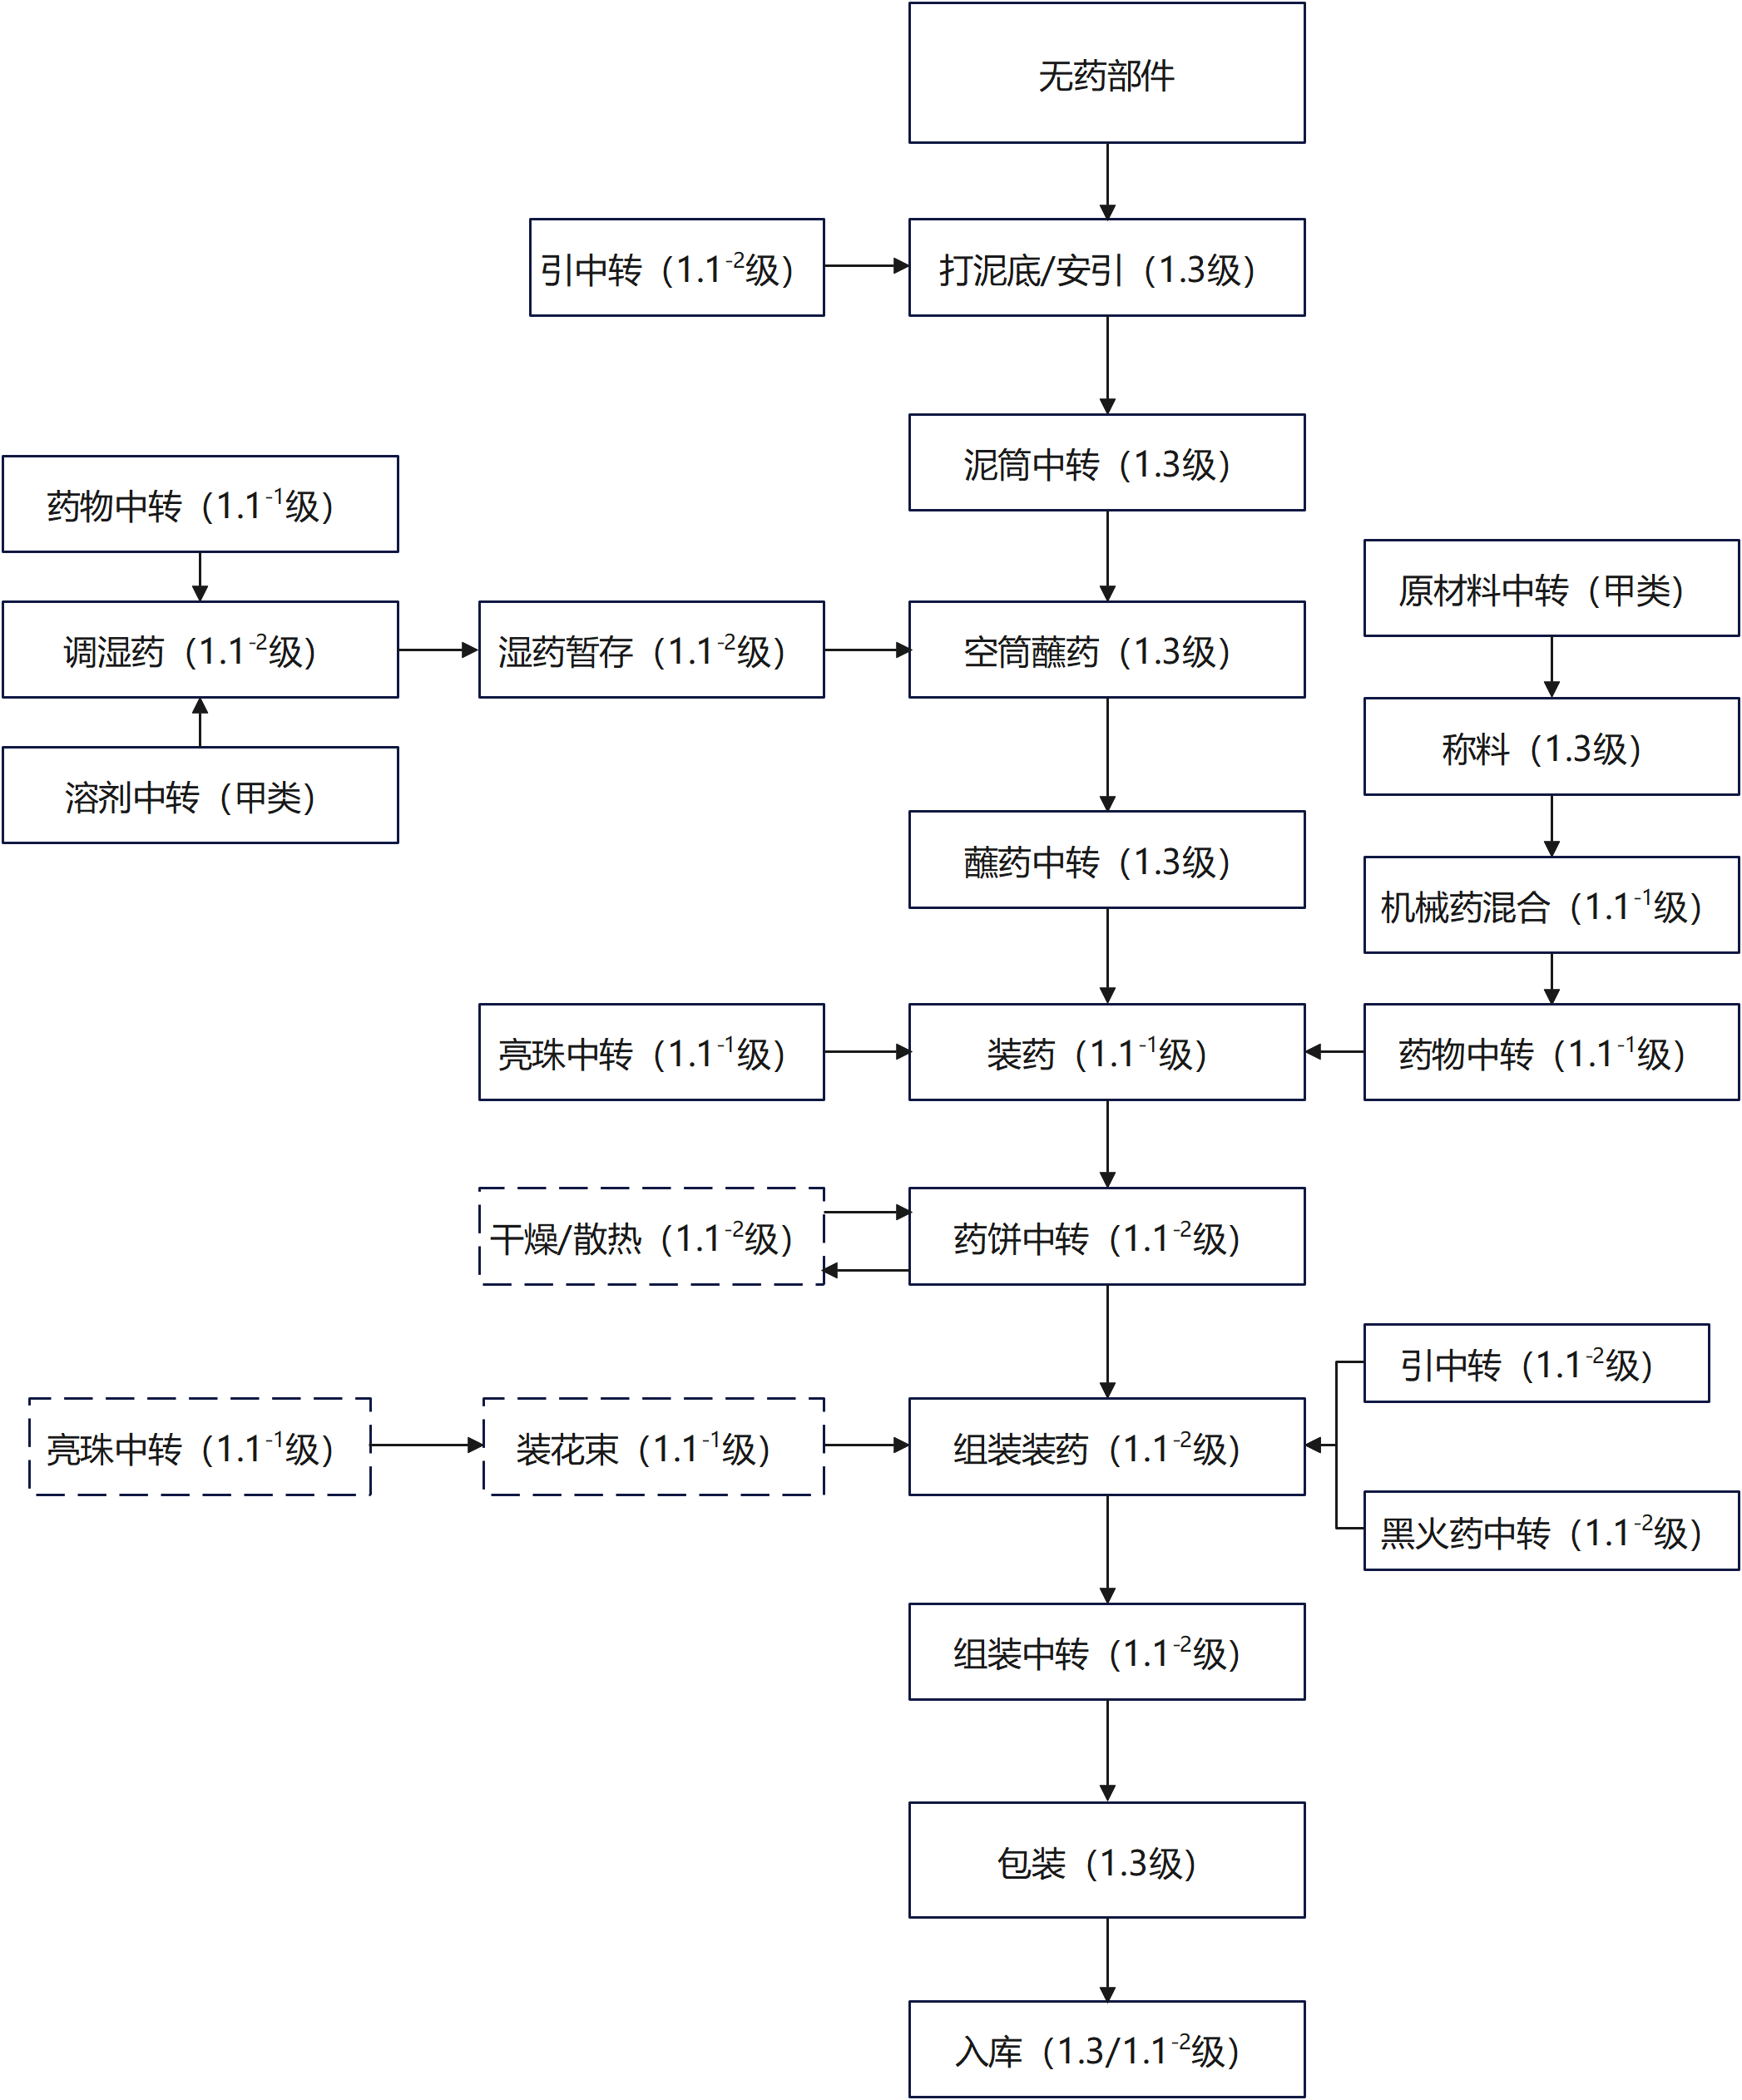 无药部件
引中转（1.1⁻²级）
打泥底/安引（1.3级）
泥筒中转（1.3级）
药物中转（1.1⁻¹级）
原材料中转（甲类）
调湿药（1.1⁻²级）
湿药暂存（1.1⁻²级）
空筒蘸药（1.3级）
称料（1.3级）
溶剂中转（甲类）
蘸药中转（1.3级）
机械药混合（1.1⁻¹级）
亮珠中转（1.1⁻¹级）
装药（1.1⁻¹级）
药物中转（1.1⁻¹级）
干燥/散热（1.1⁻²级）
药饼中转（1.1⁻²级）
引中转（1.1⁻²级）
亮珠中转（1.1⁻¹级）
装花束（1.1⁻¹级）
组装装药（1.1⁻²级）
黑火药中转（1.1⁻²级）
组装中转（1.1⁻²级）
包装（1.3级）
入库（1.3/1.1⁻²级）